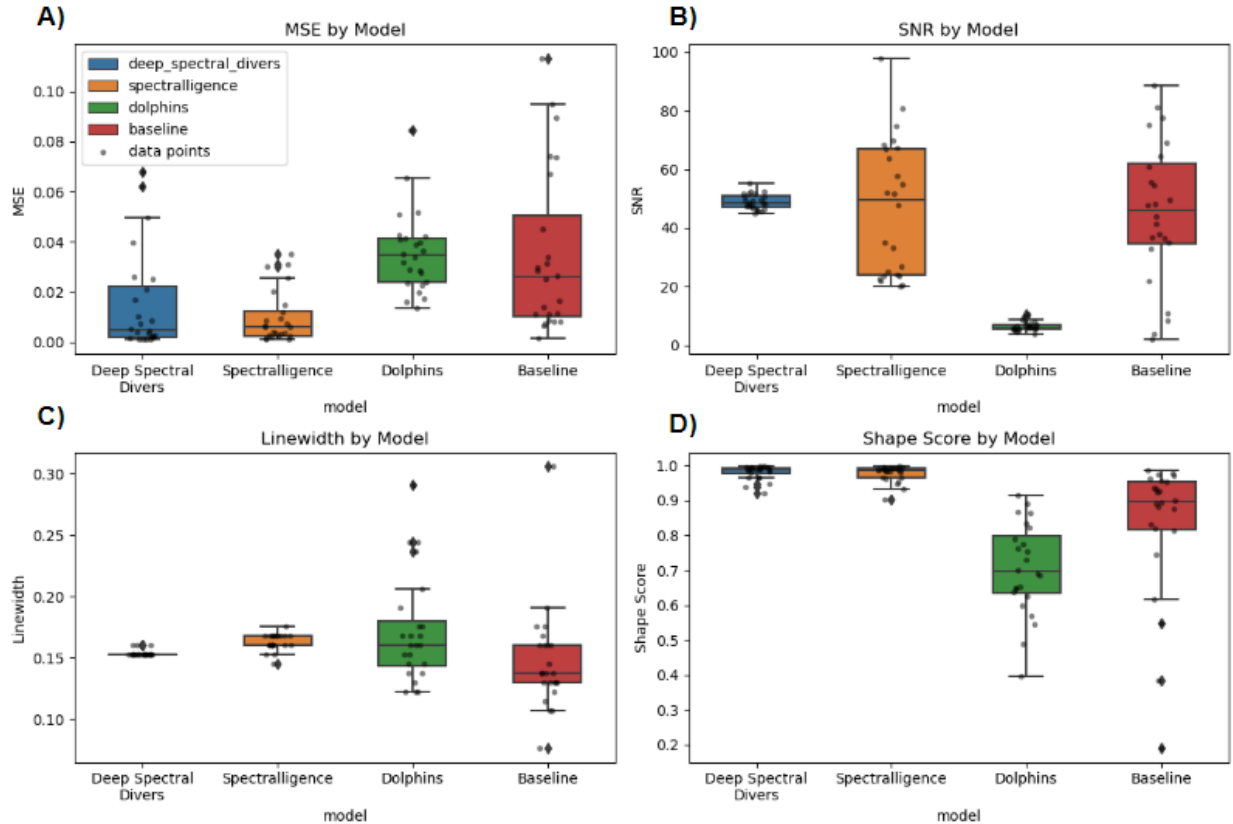 A)
MSE by Model
deep_spectral_divers
spectralligence
dolphins
baseline
data points
MSE
0.10
0.08
0.06
0.04
0.02
0.00
Deep Spectral
Divers
Spectralligence
Dolphins
Baseline
model
B)
SNR by Model
SNR
100
80
60
40
20
0
Deep Spectral
Divers
Spectralligence
Dolphins
Baseline
model
C)
Linewidth by Model
Linewidth
0.30
0.25
0.20
0.15
0.10
Deep Spectral
Divers
Spectralligence
Dolphins
Baseline
model
D)
Shape Score by Model
Shape Score
1.0
0.9
0.8
0.7
0.6
0.5
0.4
0.3
0.2
Deep Spectral
Divers
Spectralligence
Dolphins
Baseline
model